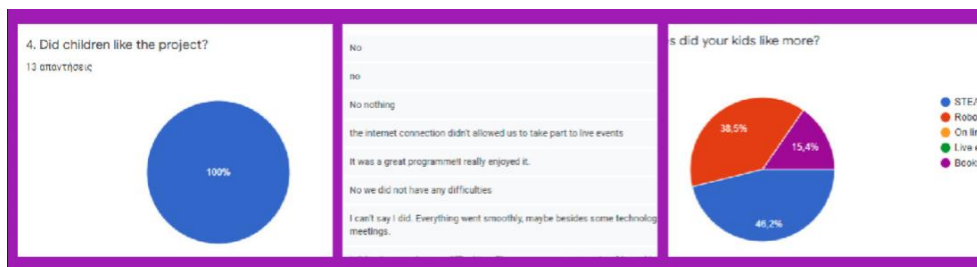 4. Did children like the project?
13 απαντήσεις
100%
No
no
No nothing
the internet connection didn't allowed us to take part to live events
It was a great programmeIt really enjoyed it.
No we did not have any difficulties
I can't say I did. Everything went smoothly, maybe besides some technolog
meetings.
s did your kids like more?
38,5%
15,4%
46,2%
STEA
Robo
On lin
Live e
Book